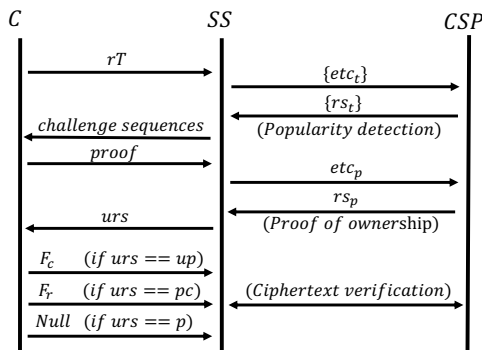 C SS CSP
rT
{etc_t}
{rs_t}
challenge sequences
(Popularity detection)
proof
etc_p
rs_p
urs
(Proof of ownership)
F_c (if urs == up)
F_r (if urs == pc)
(Ciphertext verification)
Null (if urs == p)